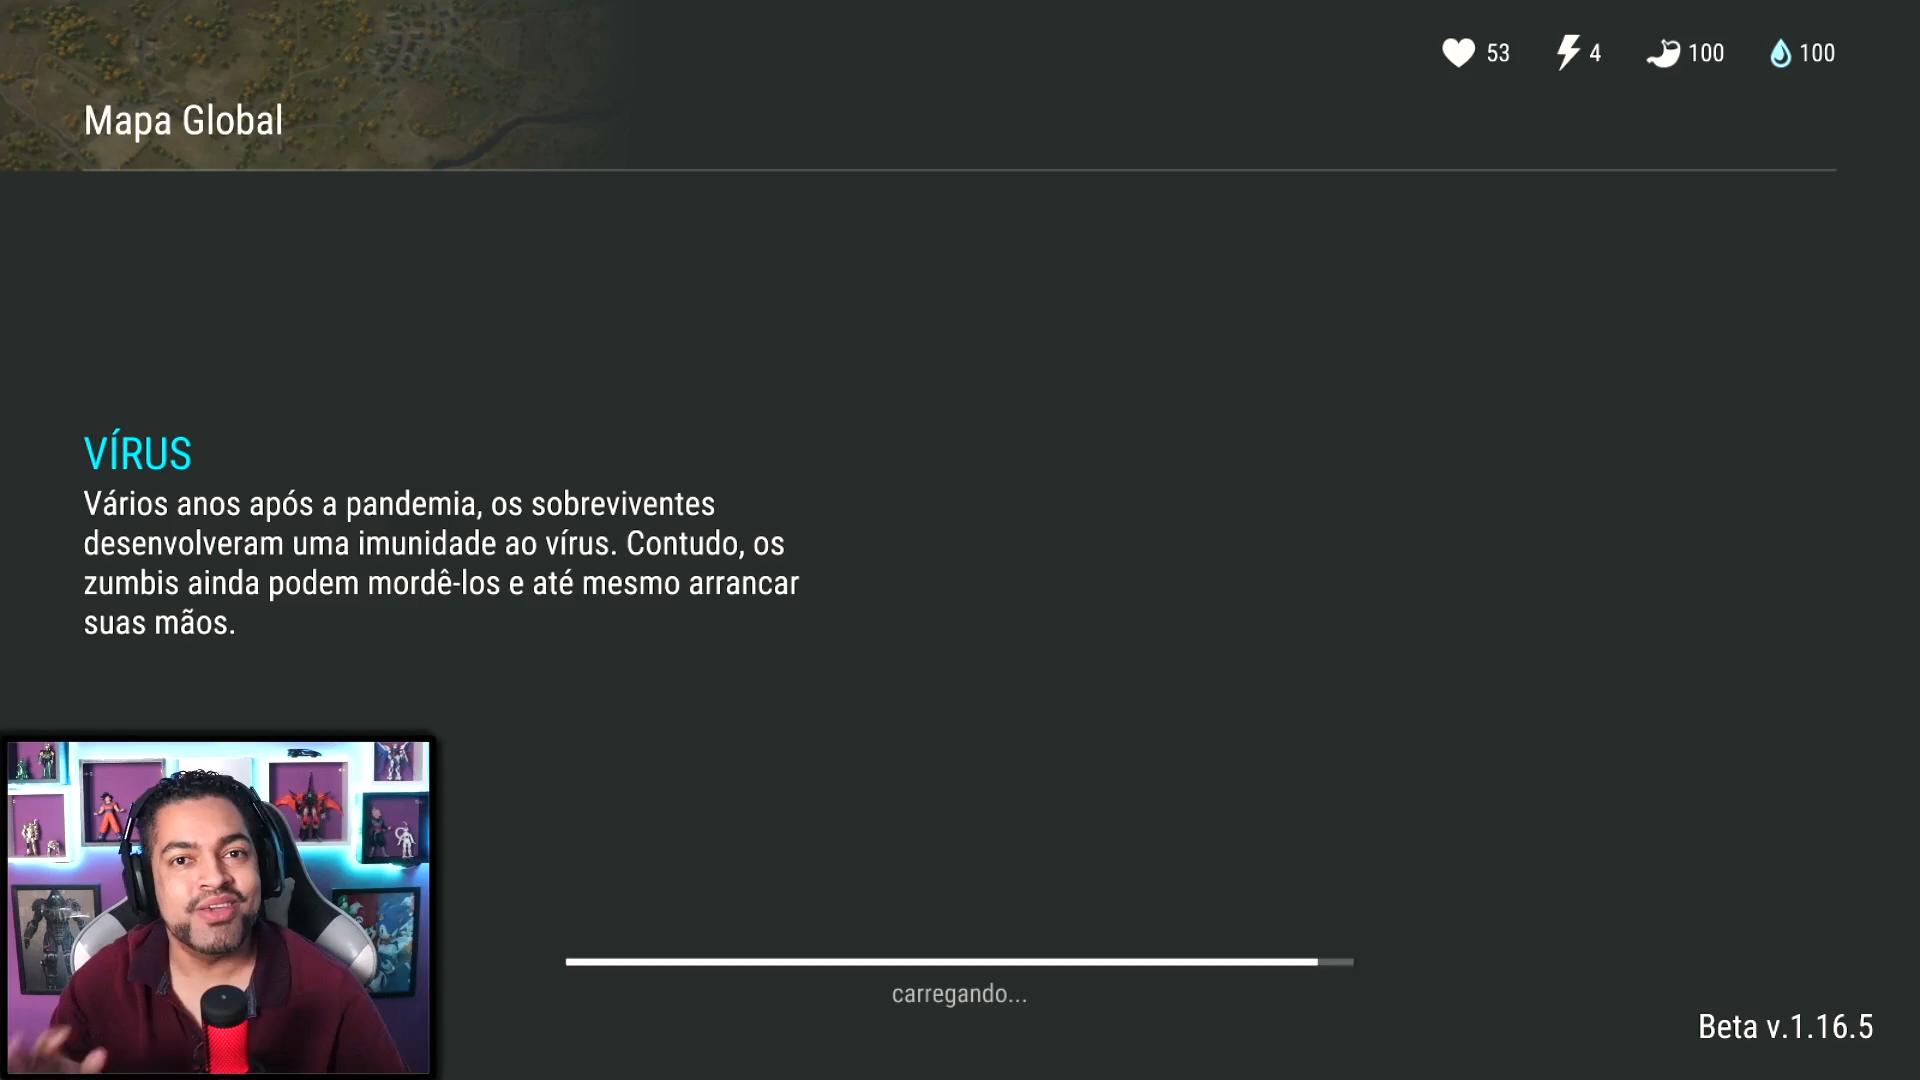 53
4
100
100
Mapa Global
VÍRUS
Vários anos após a pandemia, os sobreviventes
desenvolveram uma imunidade ao vírus. Contudo, os
zumbis ainda podem mordê-los e até mesmo arrancar
suas mãos.
carregando...
Beta v.1.16.5